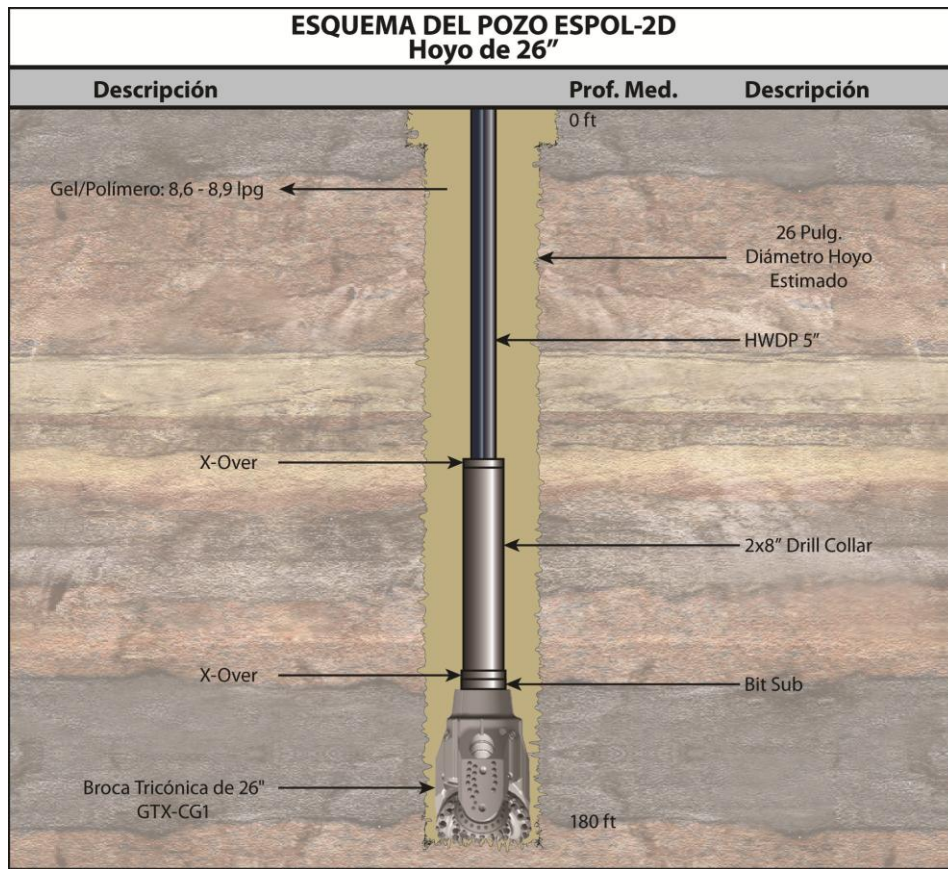 ESQUEMA DEL POZO ESPOL-2D
Hoyo de 26”
Descripción
Prof. Med.
Descripción
0 ft
Gel/Polímero: 8,6 - 8,9 lpg
26 Pulg.
Diámetro Hoyo
Estimado
HWDP 5”
X-Over
2x8” Drill Collar
X-Over
Bit Sub
Broca Tricónica de 26"
GTX-CG1
180 ft